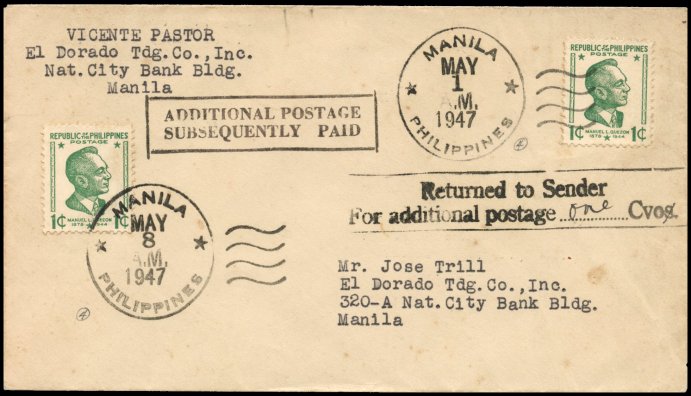 VICENTE PASTOR
El Dorado Tdg.Co.,Inc.
Nat.City Bank Bldg.
Manila
ADDITIONAL POSTAGE
SUBSEQUENTLY PAID
MANILA
MAY
1
A.M.
1947
PHILIPPINES
4
REPUBLIC OF THE PHILIPPINES
POSTAGE
1¢ MANUEL L. QUEZON 1¢
1878 1944
REPUBLIC OF THE PHILIPPINES
POSTAGE
1¢ MANUEL L. QUEZON 1¢
1878 1944
MANILA
MAY
8
A.M.
1947
PHILIPPINES
4
Returned to Sender
For additional postage one Cvos.
Mr. Jose Trill
El Dorado Tdg.Co.,Inc.
320-A Nat.City Bank Bldg.
Manila